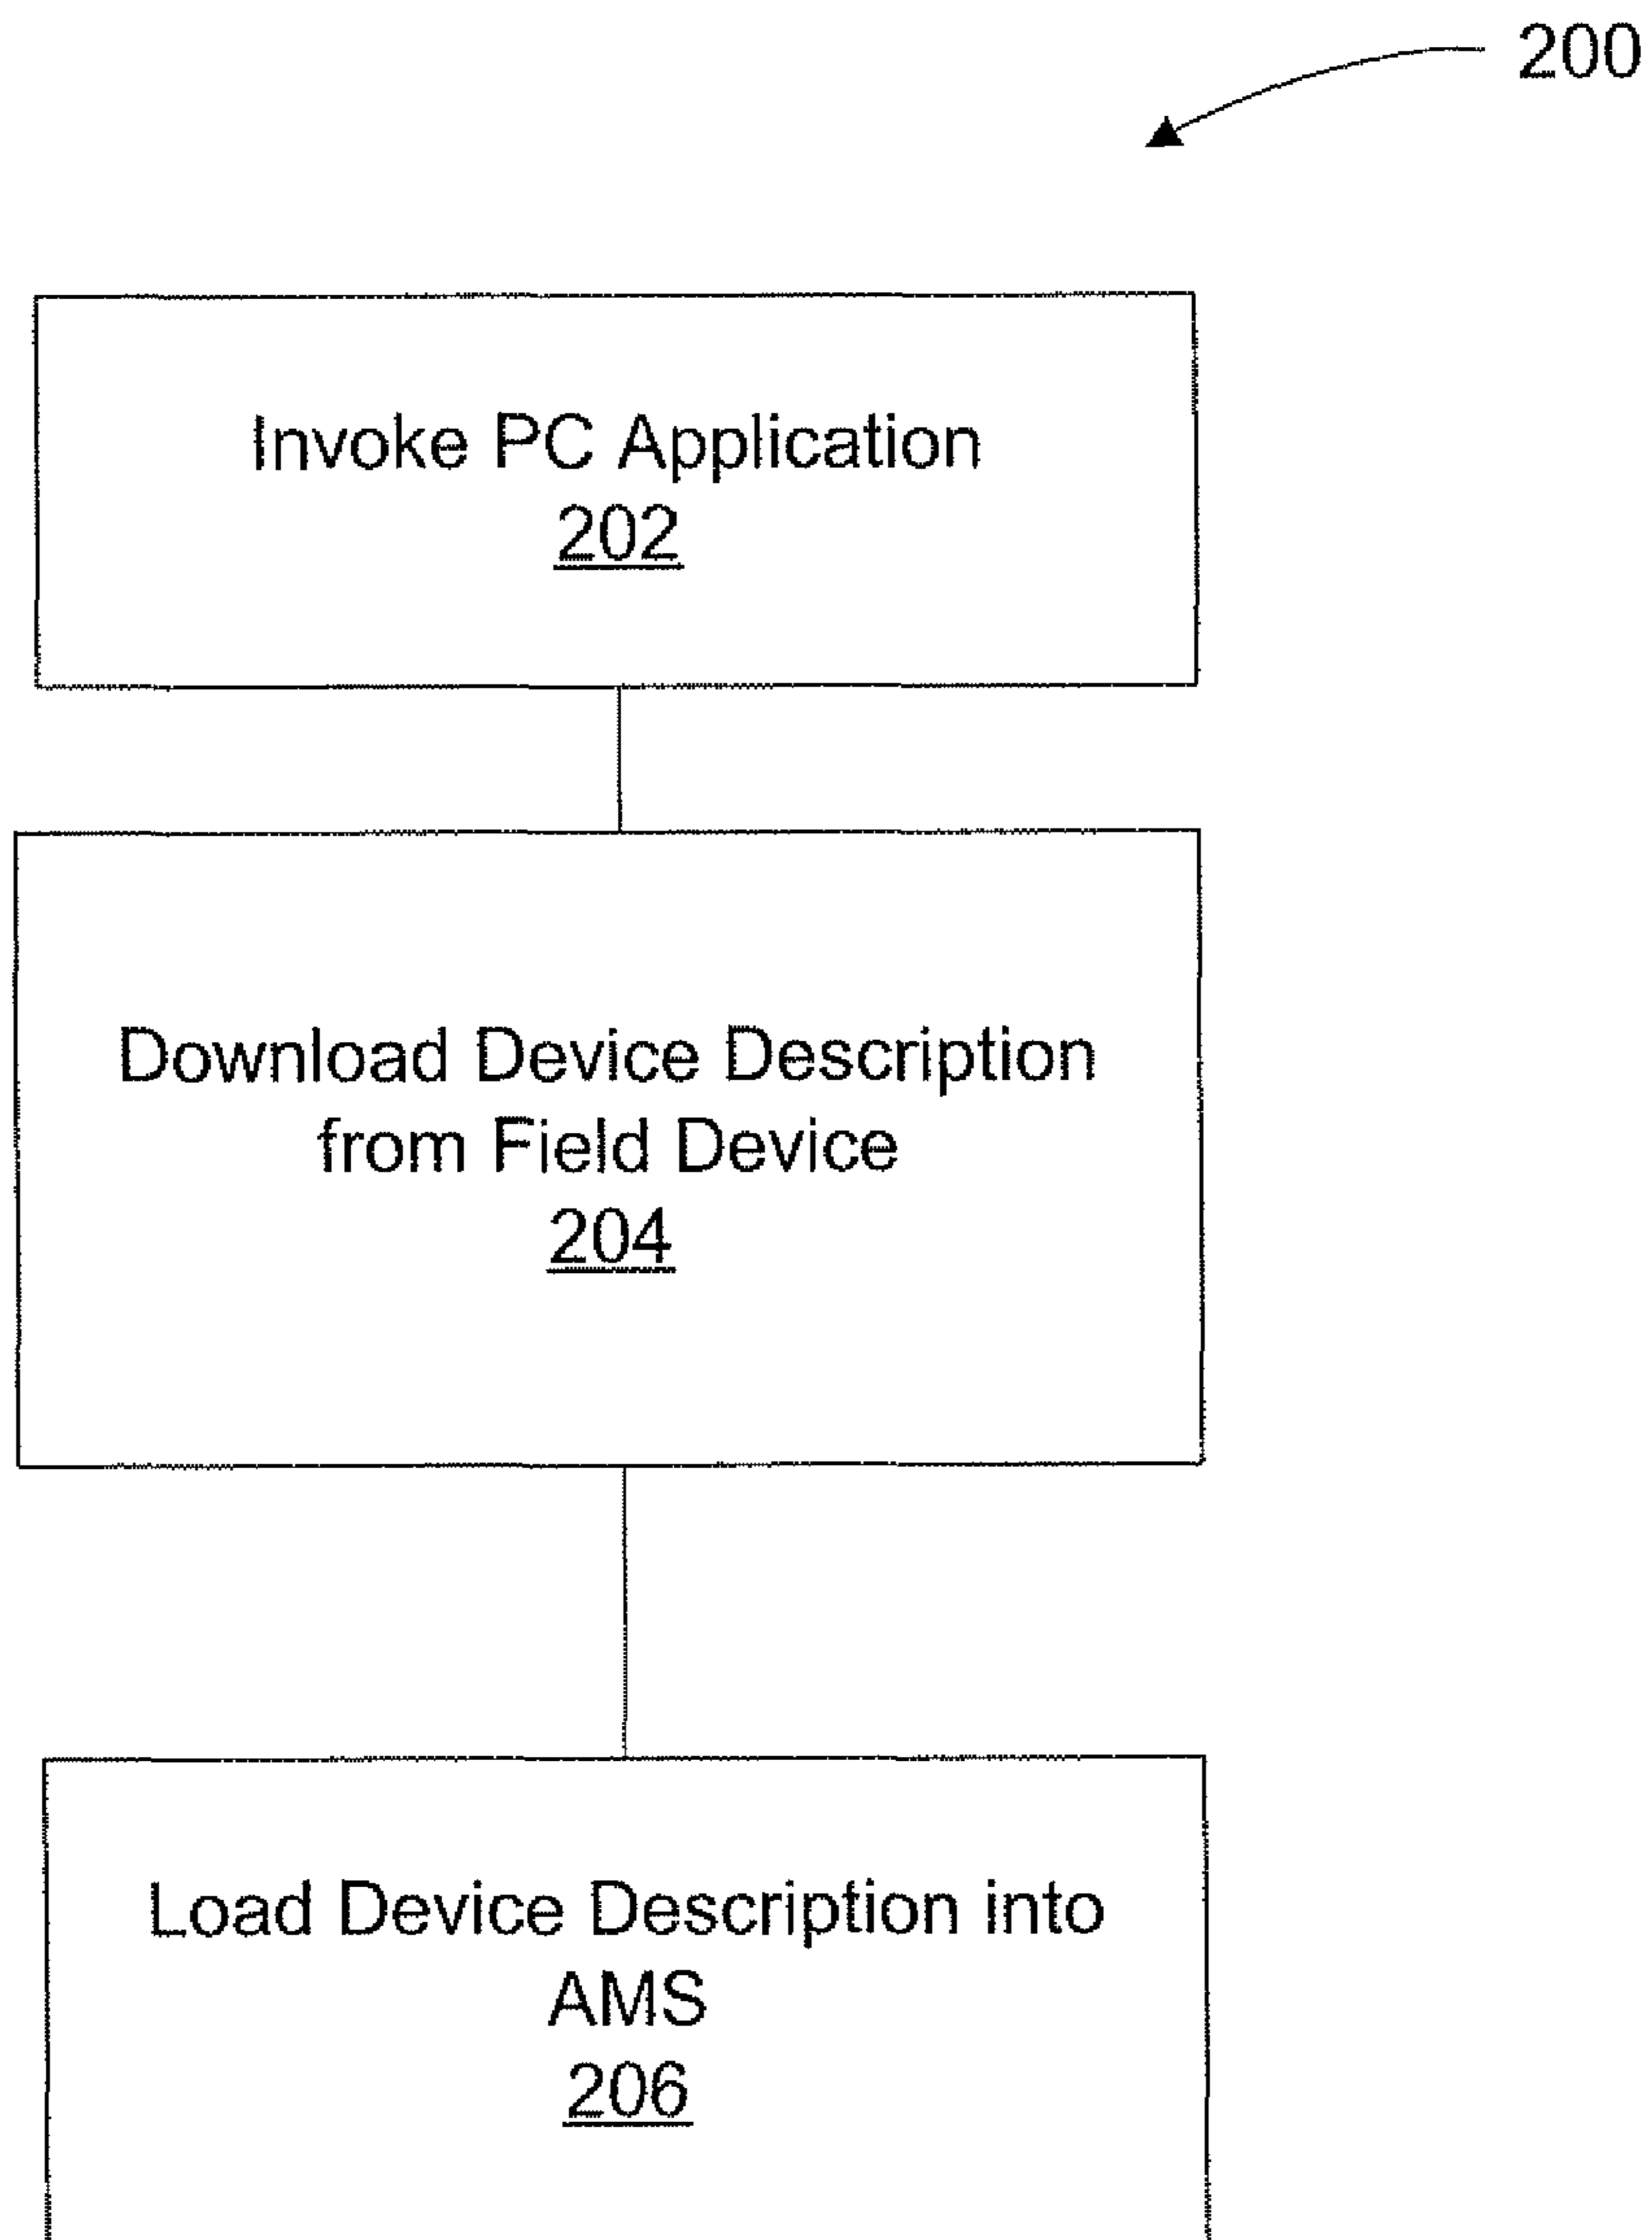 200
Invoke PC Application
202
Download Device Description
from Field Device
204
Load Device Description into
AMS
206